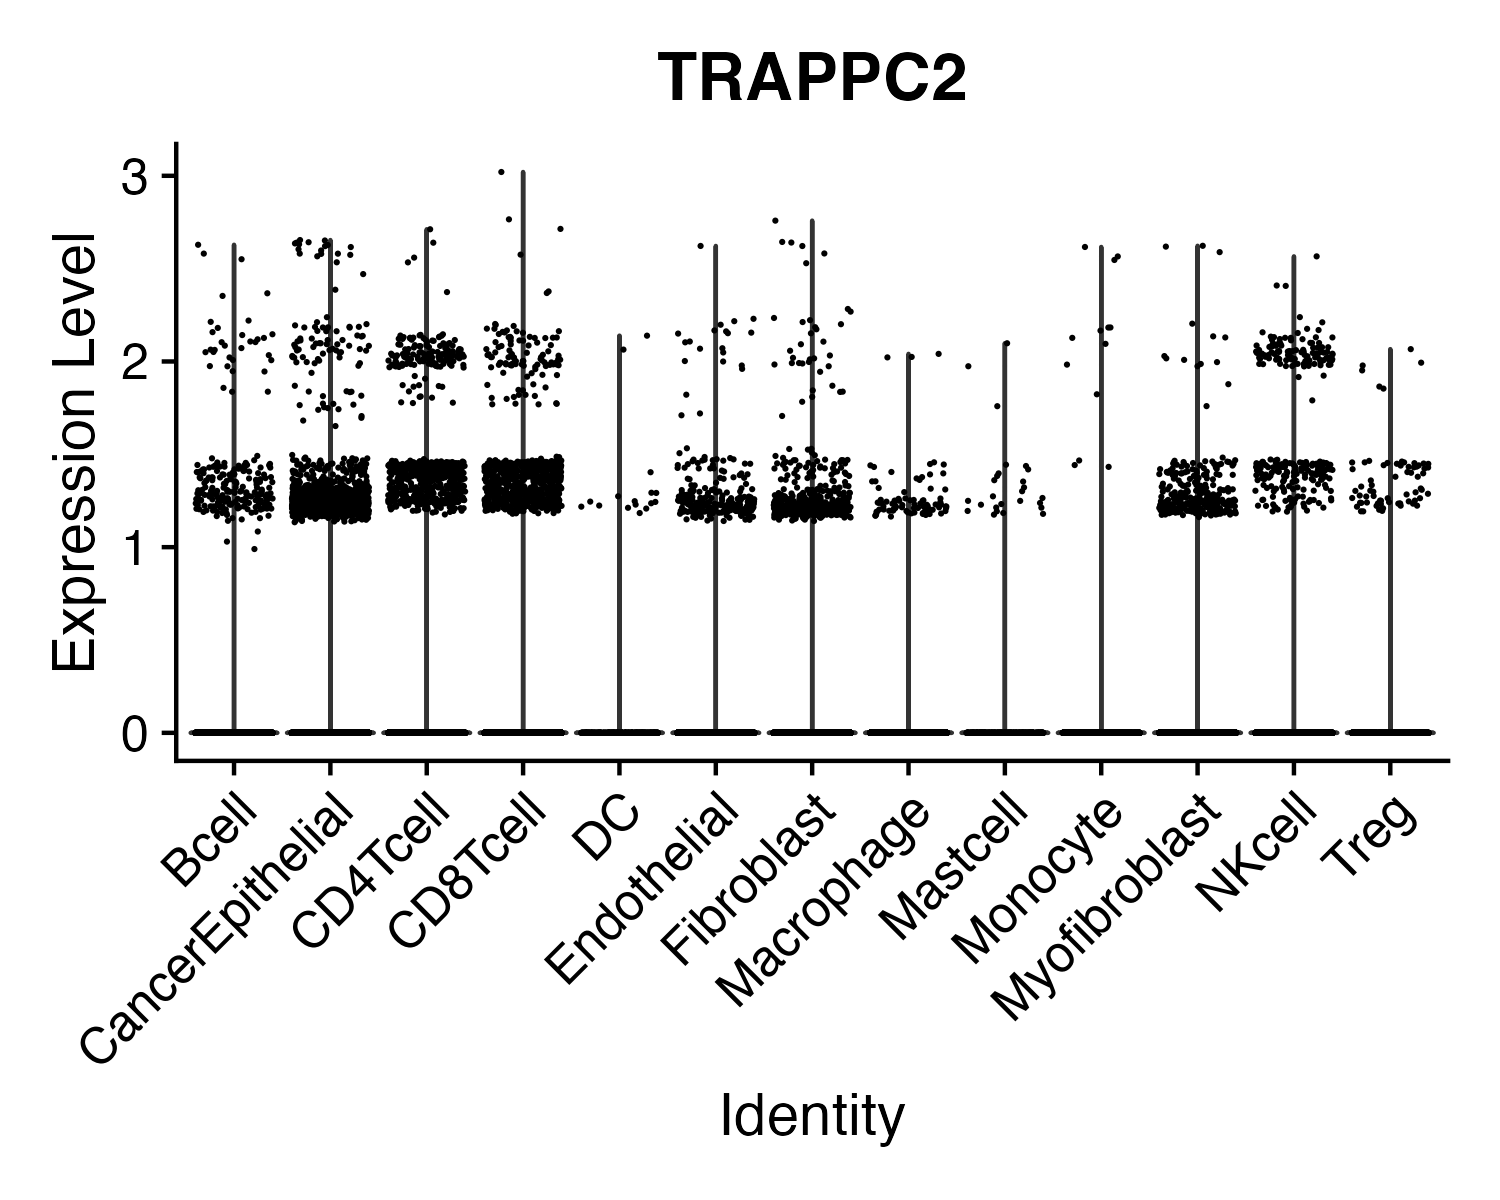 TRAPPC2
Expression Level
3
2
1
0
Bcell
CancerEpithelial
CD4Tcell
CD8Tcell
DC
Endothelial
Fibroblast
Macrophage
Mastcell
Monocyte
Myofibroblast
NKcell
Treg
Identity